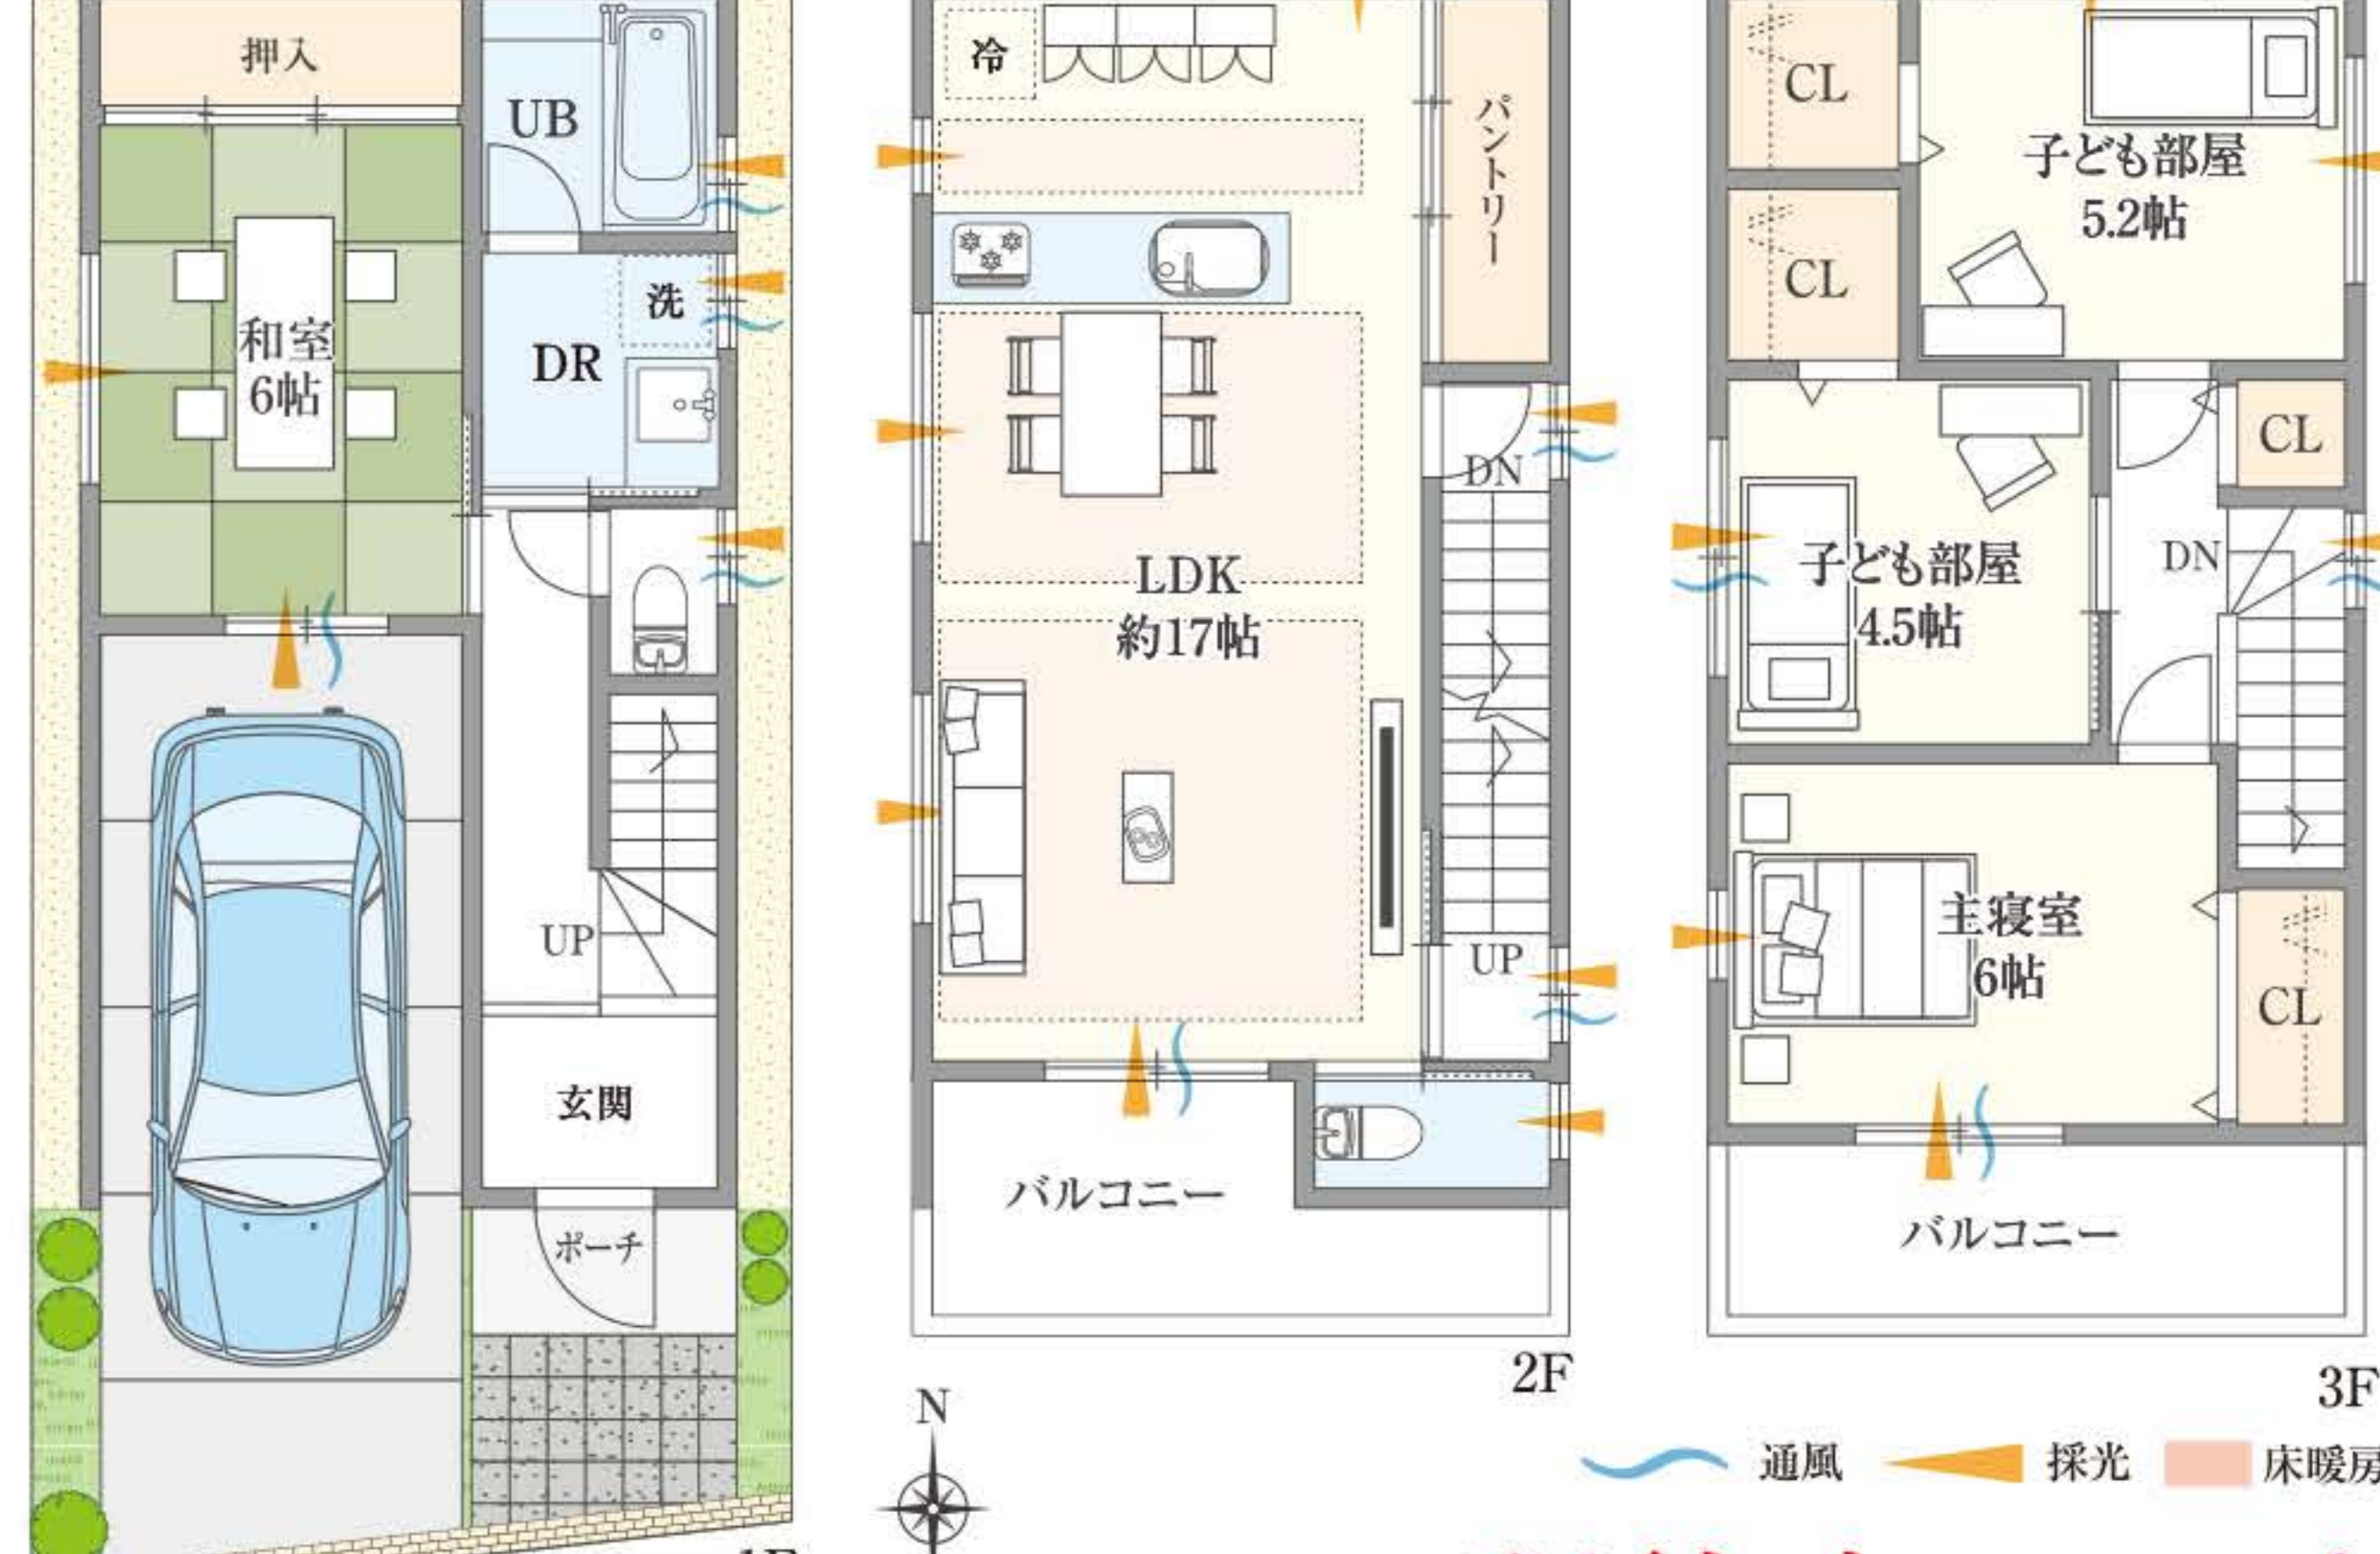 押入
UB
和室
6帖
洗
DR
UP
玄関
ポーチ
冷
パントリー
DN
LDK
約17帖
UP
バルコニー
2F
CL
子ども部屋
5.2帖
CL
CL
子ども部屋
4.5帖
DN
主寝室
6帖
CL
バルコニー
3F
N
通風
採光
床暖房